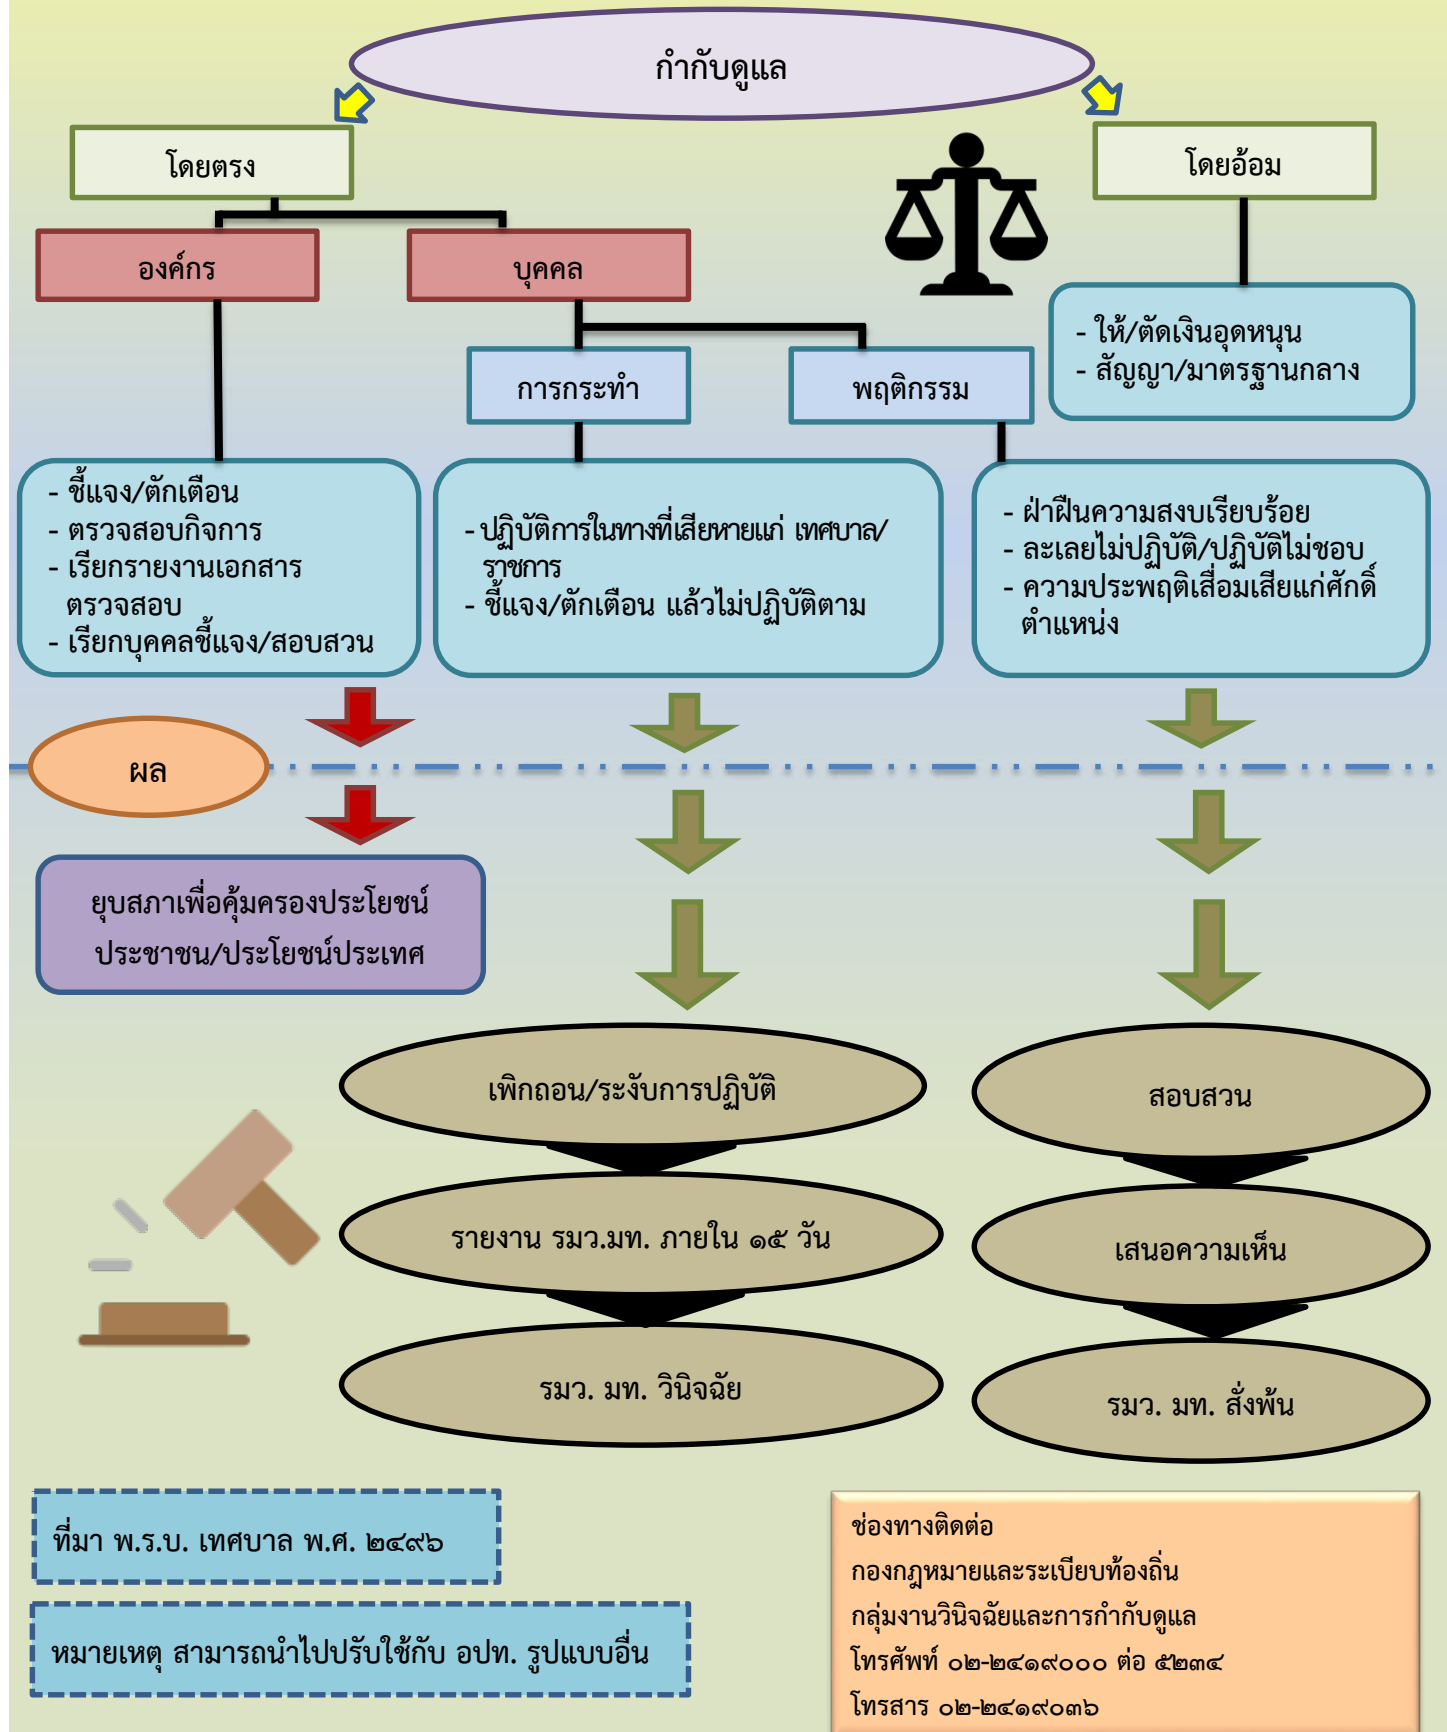 กำกับดูแล
โดยตรง
โดยอ้อม
องค์กร
บุคคล
- ให้/ตัดเงินอุดหนุน
- สัญญา/มาตรฐานกลาง
การกระทำ
พฤติกรรม
- ชี้แจง/ตักเตือน
- ตรวจสอบกิจการ
- เรียกรายงานเอกสาร
ตรวจสอบ
- เรียกบุคคลชี้แจง/สอบสวน
- ปฏิบัติการในทางที่เสียหายแก่ เทศบาล/
ราชการ
- ชี้แจง/ตักเตือน แล้วไม่ปฏิบัติตาม
- ฝ่าฝืนความสงบเรียบร้อย
- ละเลยไม่ปฏิบัติ/ปฏิบัติไม่ชอบ
- ความประพฤติเสื่อมเสียแก่ศักดิ์
ตำแหน่ง
ผล
ยุบสภาเพื่อคุ้มครองประโยชน์
ประชาชน/ประโยชน์ประเทศ
เพิกถอน/ระงับการปฏิบัติ
สอบสวน
รายงาน รมว.มท. ภายใน ๑๕ วัน
เสนอความเห็น
รมว. มท. วินิจฉัย
รมว. มท. สั่งพ้น
ที่มา พ.ร.บ. เทศบาล พ.ศ. ๒๔๙๖
หมายเหตุ สามารถนำไปปรับใช้กับ อปท. รูปแบบอื่น
ช่องทางติดต่อ
กองกฎหมายและระเบียบท้องถิ่น
กลุ่มงานวินิจฉัยและการกำกับดูแล
โทรศัพท์ ๐๒-๒๔๑๙๐๐๐ ต่อ ๕๒๓๔
โทรสาร ๐๒-๒๔๑๙๐๓๖